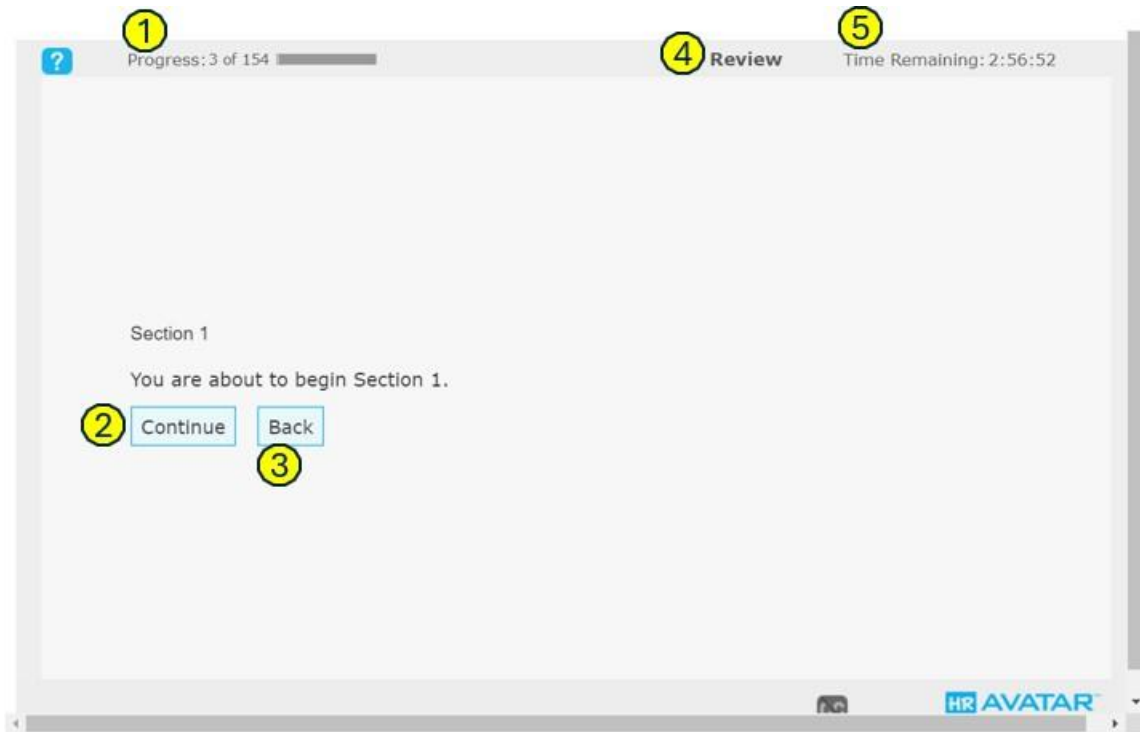 1
5
?
Progress: 3 of 154
4
Review
Time Remaining: 2:56:52
Section 1
You are about to begin Section 1.
2
Continue
Back
3
HR AVATAR